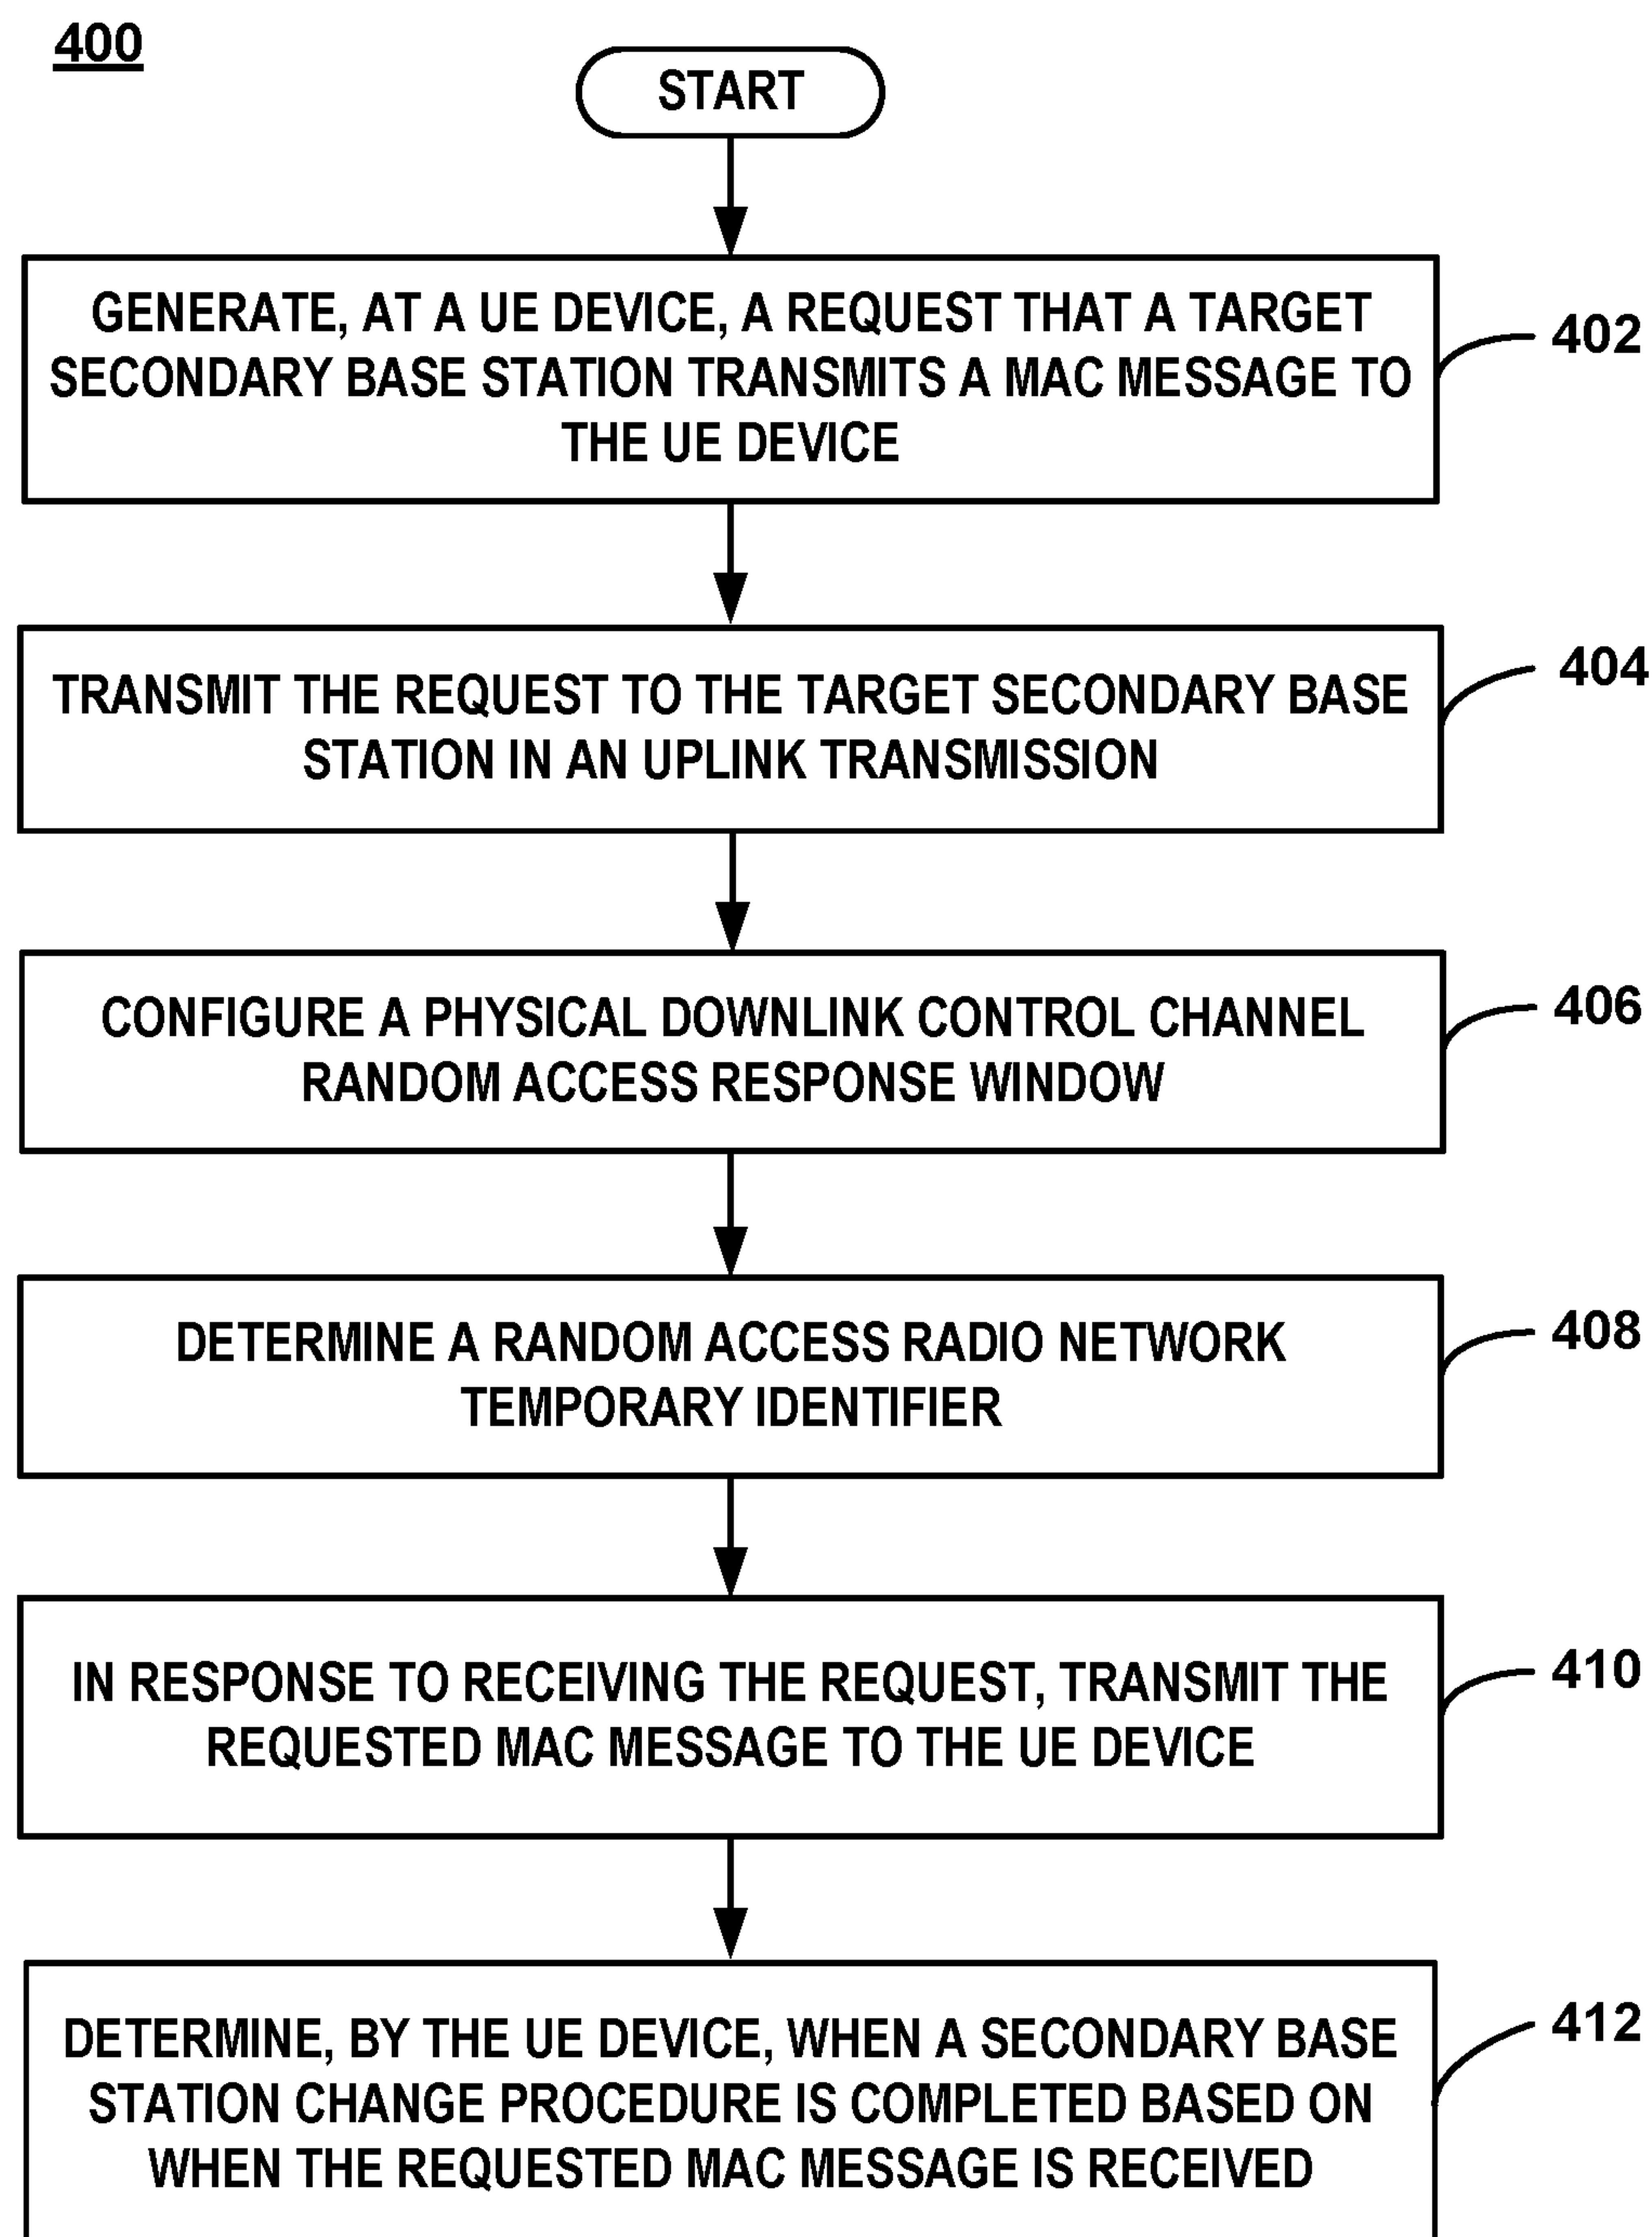 400
START
GENERATE, AT A UE DEVICE, A REQUEST THAT A TARGET
SECONDARY BASE STATION TRANSMITS A MAC MESSAGE TO
THE UE DEVICE
402
TRANSMIT THE REQUEST TO THE TARGET SECONDARY BASE
STATION IN AN UPLINK TRANSMISSION
404
CONFIGURE A PHYSICAL DOWNLINK CONTROL CHANNEL
RANDOM ACCESS RESPONSE WINDOW
406
DETERMINE A RANDOM ACCESS RADIO NETWORK
TEMPORARY IDENTIFIER
408
IN RESPONSE TO RECEIVING THE REQUEST, TRANSMIT THE
REQUESTED MAC MESSAGE TO THE UE DEVICE
410
DETERMINE, BY THE UE DEVICE, WHEN A SECONDARY BASE
STATION CHANGE PROCEDURE IS COMPLETED BASED ON
WHEN THE REQUESTED MAC MESSAGE IS RECEIVED
412